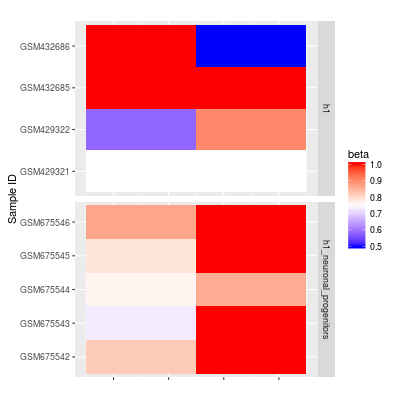 Sample ID
GSM432686
GSM432685
GSM429322
GSM429321
h1
GSM675546
GSM675545
GSM675544
GSM675543
GSM675542
h1_neuronal_progenitors
beta
1.0
0.9
0.8
0.7
0.6
0.5